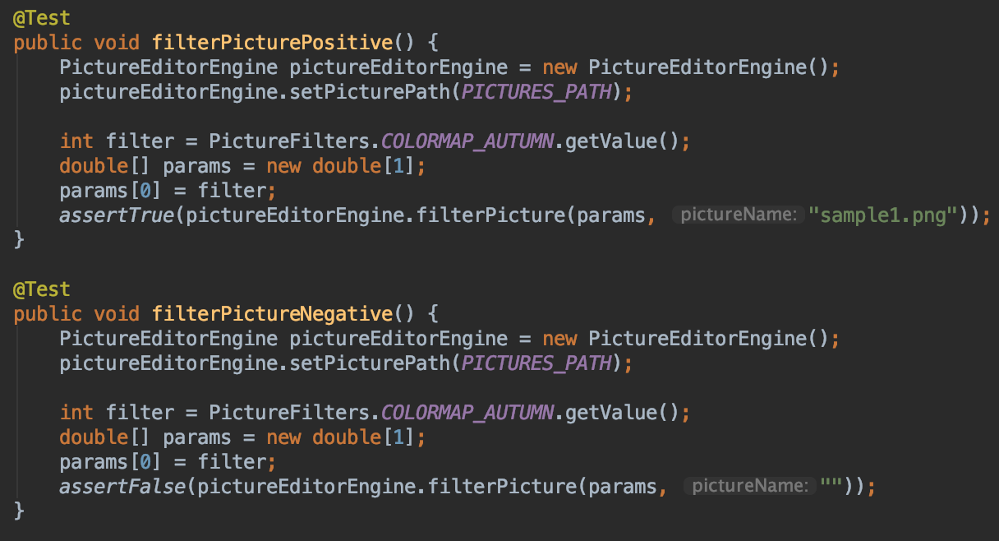 @Test
public void filterPicturePositive() {
    PictureEditorEngine pictureEditorEngine = new PictureEditorEngine();
    pictureEditorEngine.setPicturePath(PICTURES_PATH);

    int filter = PictureFilters.COLORMAP_AUTUMN.getValue();
    double[] params = new double[1];
    params[0] = filter;
    assertTrue(pictureEditorEngine.filterPicture(params, pictureName: "sample1.png"));
}

@Test
public void filterPictureNegative() {
    PictureEditorEngine pictureEditorEngine = new PictureEditorEngine();
    pictureEditorEngine.setPicturePath(PICTURES_PATH);

    int filter = PictureFilters.COLORMAP_AUTUMN.getValue();
    double[] params = new double[1];
    params[0] = filter;
    assertFalse(pictureEditorEngine.filterPicture(params, pictureName: ""));
}